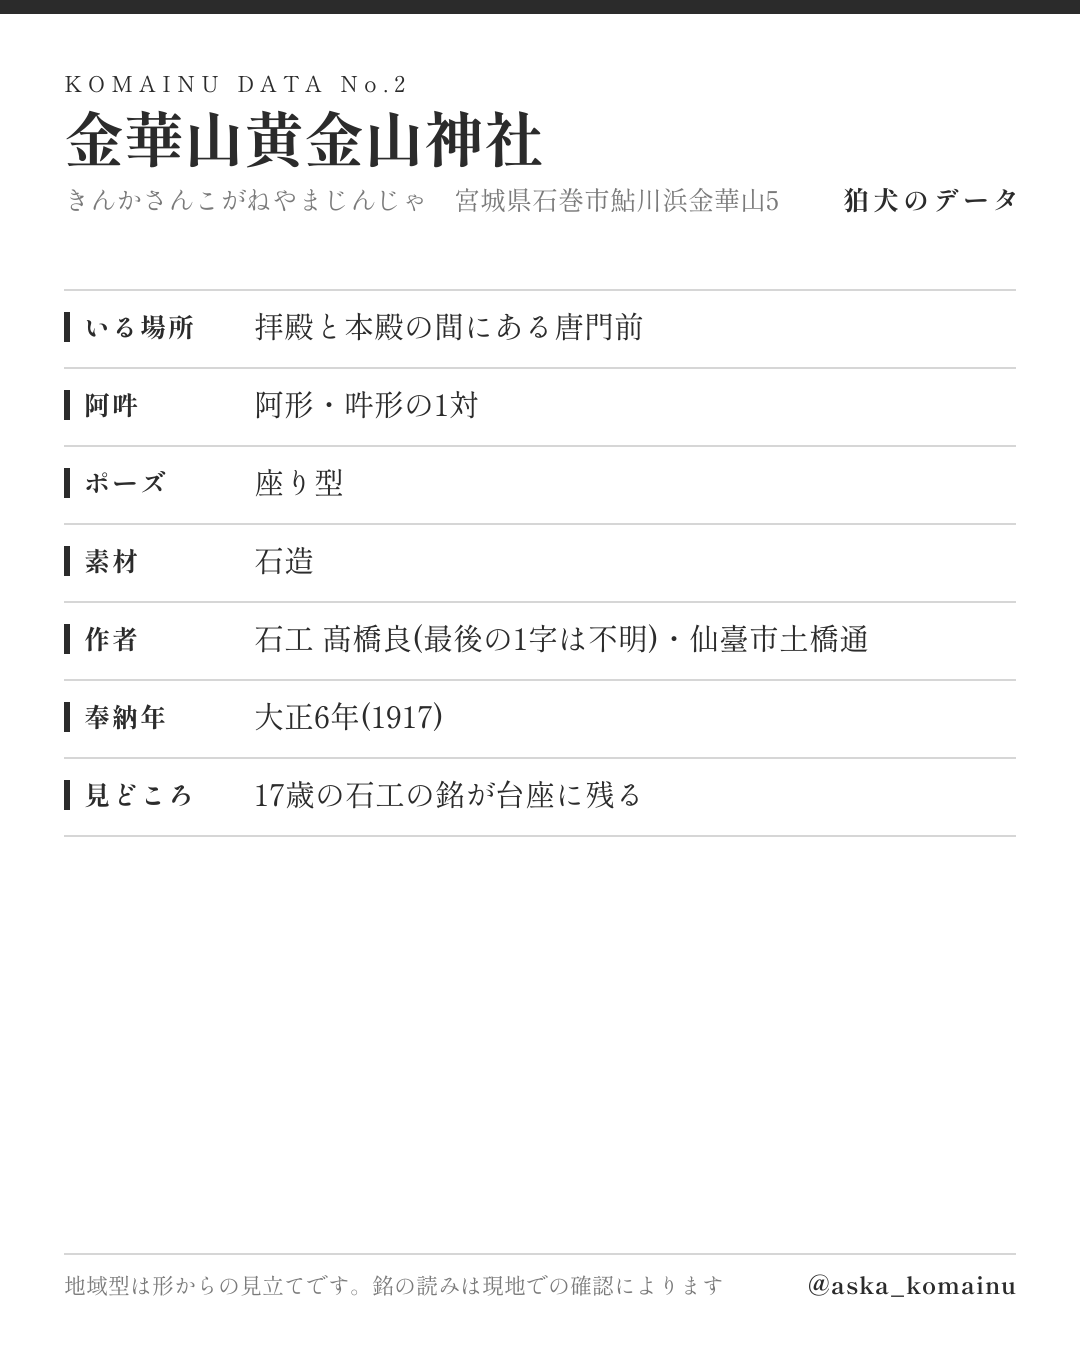 KOMAINU DATA No.2
金華山黄金山神社
きんかさんこがねやまじんじゃ　宮城県石巻市鮎川浜金華山5　狛犬のデータ
いる場所　拝殿と本殿の間にある唐門前
阿吽　阿形・吽形の1対
ポーズ　座り型
素材　石造
作者　石工 髙橋良(最後の1字は不明)・仙臺市土橋通
奉納年　大正6年(1917)
見どころ　17歳の石工の銘が台座に残る
地域型は形からの見立てです。銘の読みは現地での確認によります　@aska_komainu